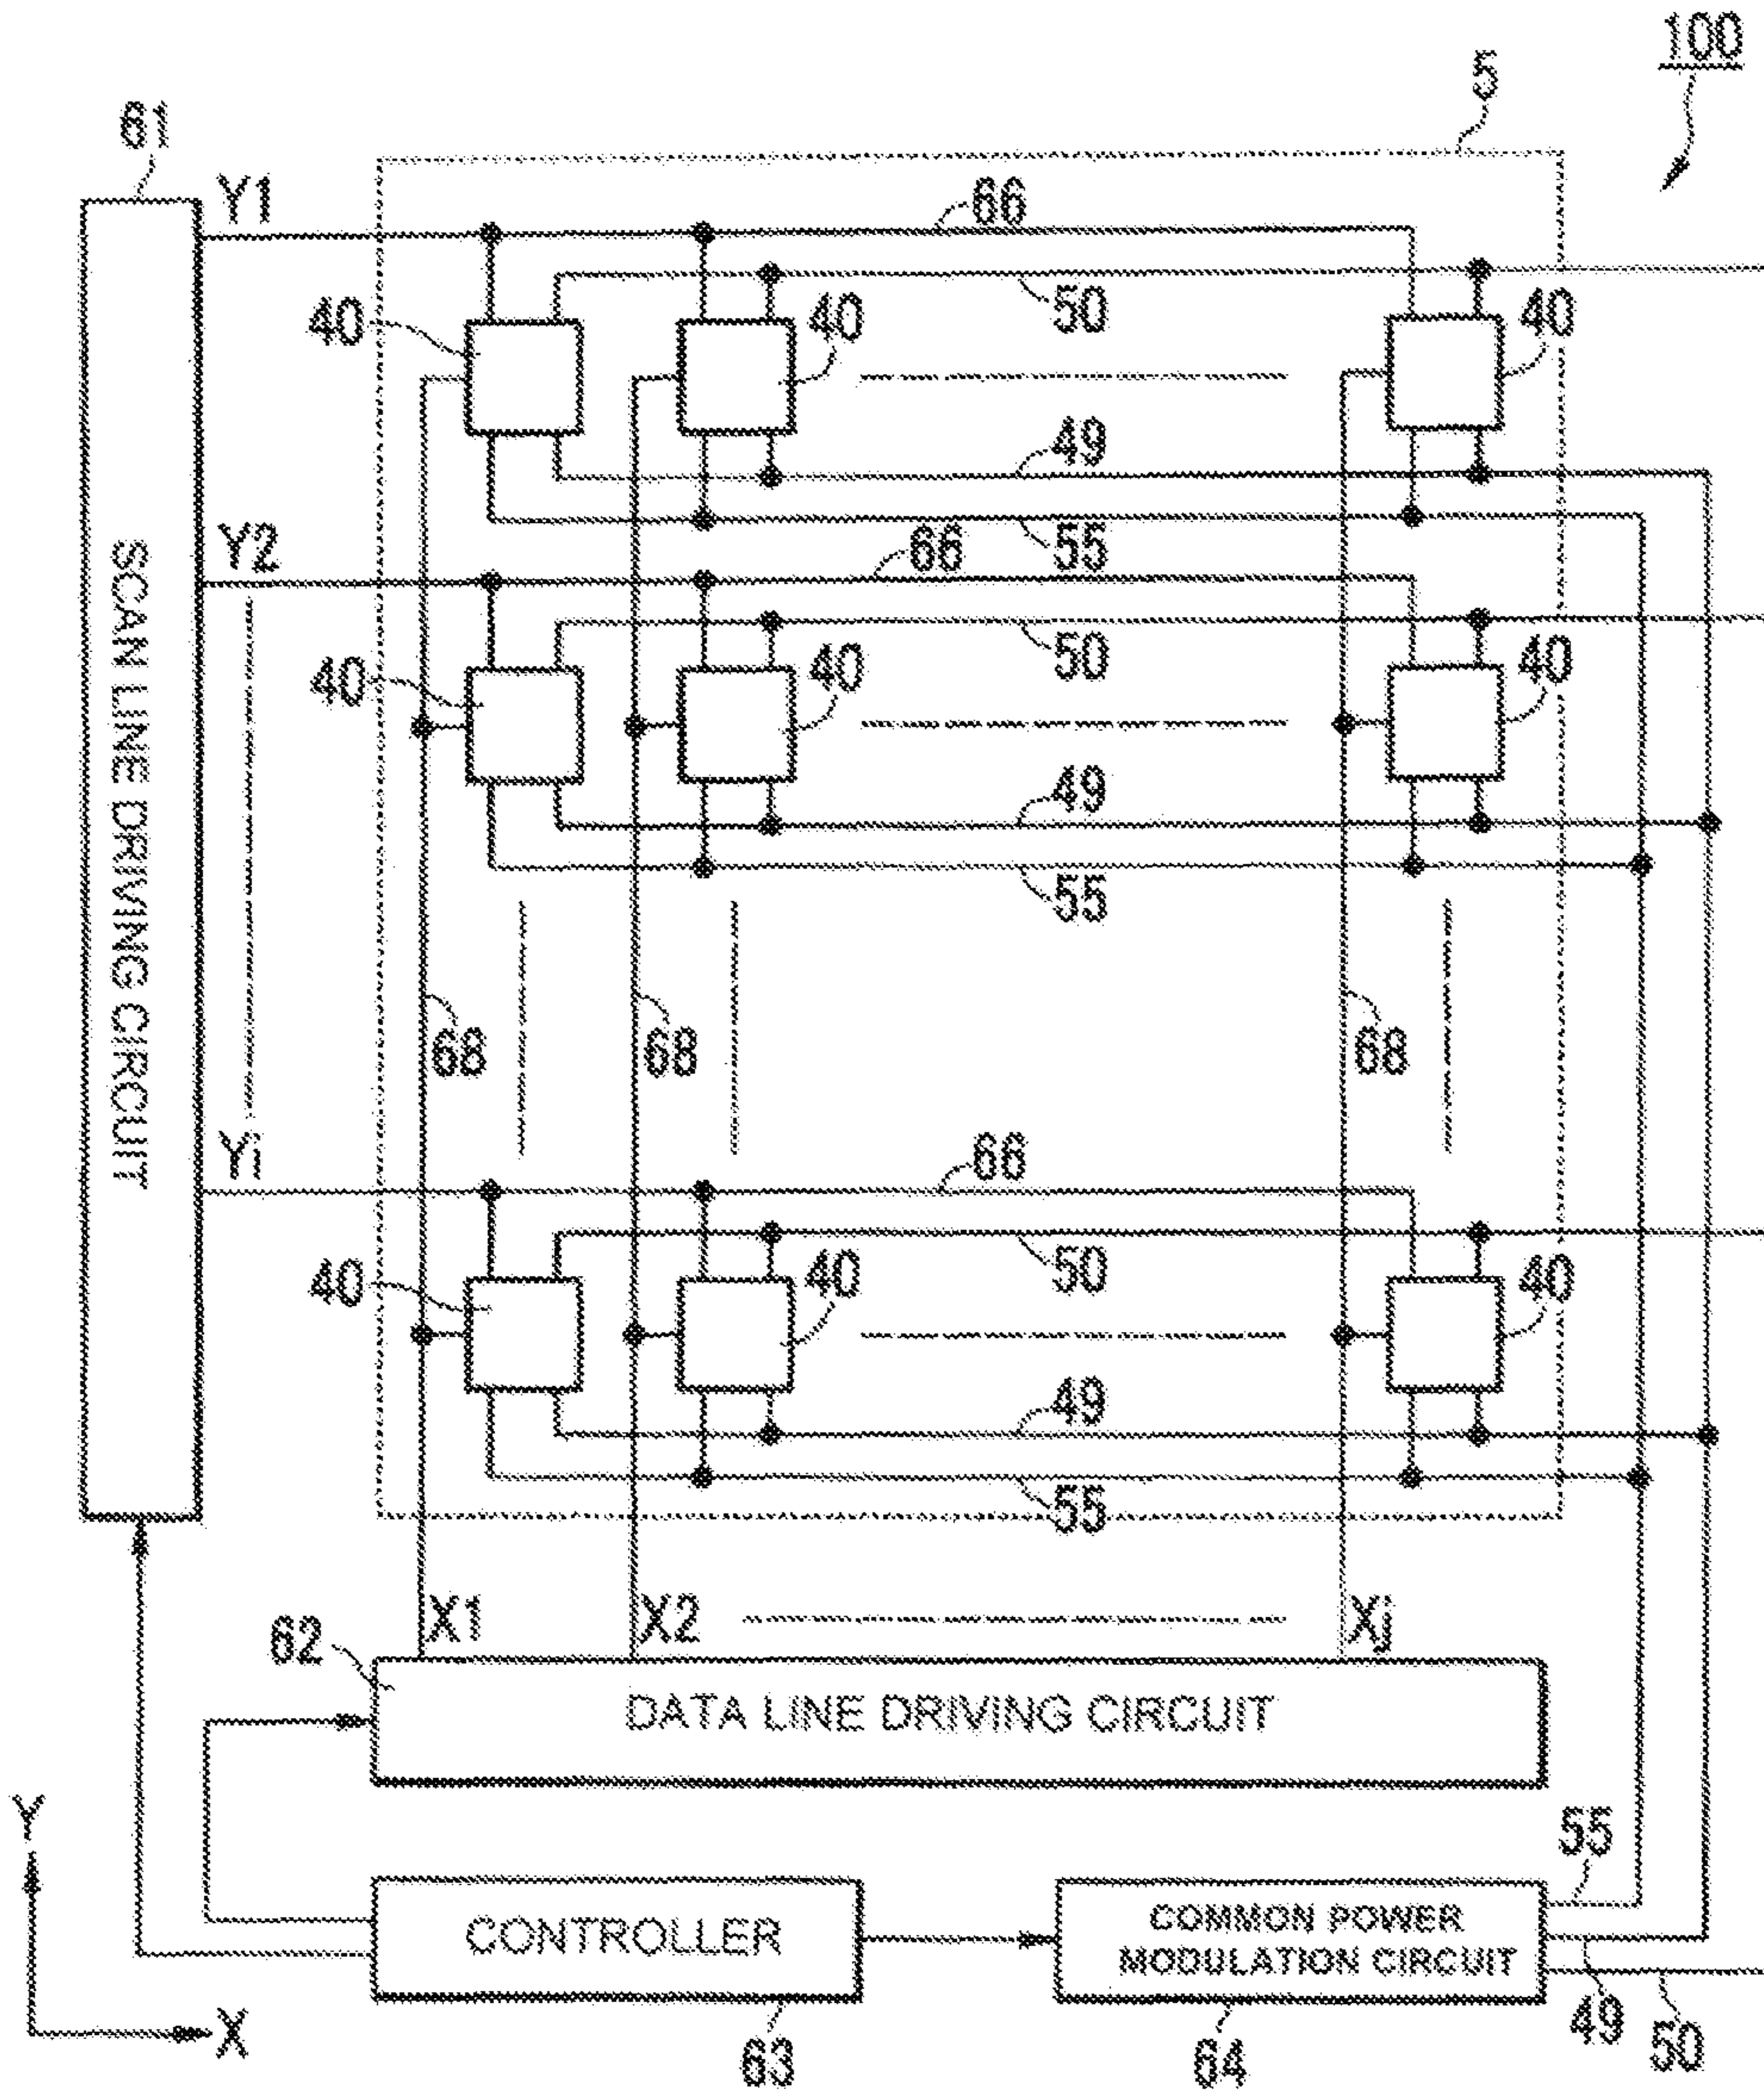 100
5
61
Y1
66
40
50
40
40
49
55
Y2
66
40
50
40
40
49
55
SCAN LINE DRIVING CIRCUIT
68
68
68
Yi
66
40
50
40
40
49
55
X1
X2
Xj
62
DATA LINE DRIVING CIRCUIT
Y
55
CONTROLLER
COMMON POWER
MODULATION CIRCUIT
49
50
X
63
64